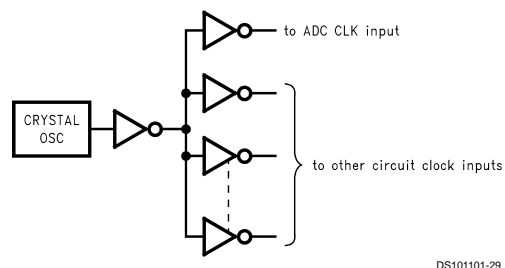 to ADC CLK input
CRYSTAL
OSC
to other circuit clock inputs
DS101101-29